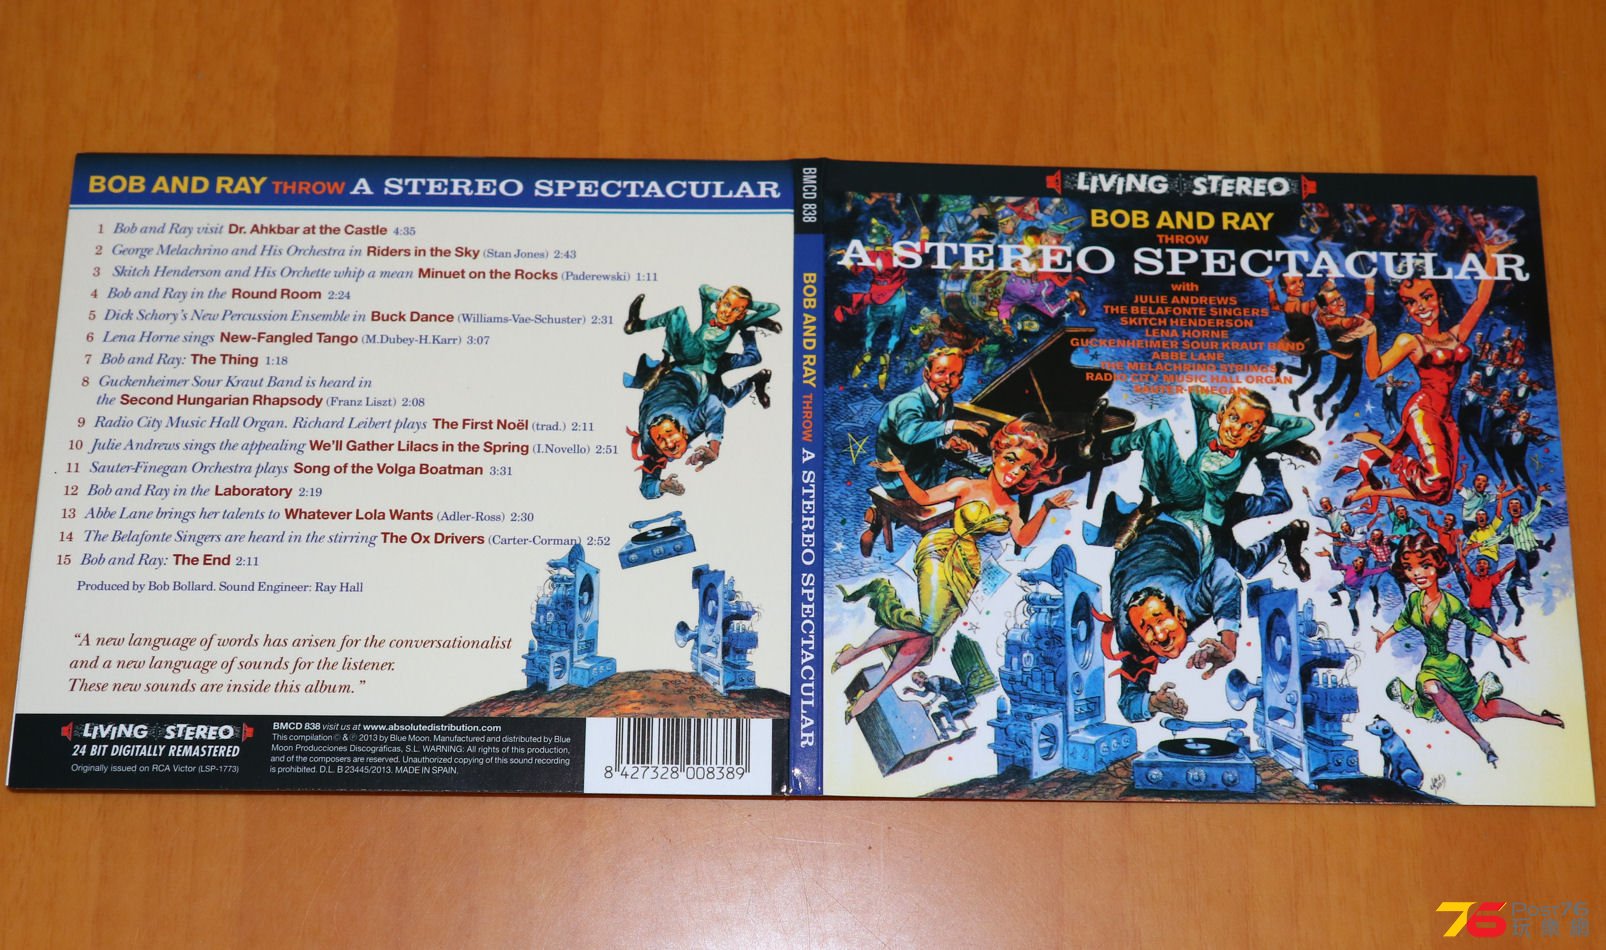 BOB AND RAY THROW A STEREO SPECTACULAR
1 Bob and Ray visit Dr. Ahkbar at the Castle 4:35
2 George Melachrino and His Orchestra in Riders in the Sky (Stan Jones) 2:43
3 Skitch Henderson and His Orchette whip a mean Minuet on the Rocks (Paderewski) 1:11
4 Bob and Ray in the Round Room 2:24
5 Dick Schory's New Percussion Ensemble in Buck Dance (Williams-Vae-Schuster) 2:31
6 Lena Horne sings New-Fangled Tango (M.Dubey-H.Karr) 3:07
7 Bob and Ray: The Thing 1:18
8 Guckenheimer Sour Kraut Band is heard in
the Second Hungarian Rhapsody (Franz Liszt) 2:08
9 Radio City Music Hall Organ. Richard Leibert plays The First Noël (trad.) 2:11
10 Julie Andrews sings the appealing We'll Gather Lilacs in the Spring (I.Novello) 2:51
11 Sauter-Finegan Orchestra plays Song of the Volga Boatman 3:31
12 Bob and Ray in the Laboratory 2:19
13 Abbe Lane brings her talents to Whatever Lola Wants (Adler-Ross) 2:30
14 The Belafonte Singers are heard in the stirring The Ox Drivers (Carter-Corman) 2:52
15 Bob and Ray: The End 2:11
Produced by Bob Bollard. Sound Engineer: Ray Hall
“A new language of words has arisen for the conversationalist
and a new language of sounds for the listener.
These new sounds are inside this album.”
LIVING STEREO
24 BIT DIGITALLY REMASTERED
Originally issued on RCA Victor (LSP-1773)
BMCD 838 visit us at www.absolutedistribution.com
This compilation © & ℗ 2013 by Blue Moon. Manufactured and distributed by Blue
Moon Producciones Discográficas, S.L. WARNING: All rights of this production,
and of the composers are reserved. Unauthorized copying of this sound recording
is prohibited. D.L. B 23445/2013. MADE IN SPAIN.
8 427328 008389
BMCD 838
BOB AND RAY THROW A STEREO SPECTACULAR
LIVING STEREO
BOB AND RAY
THROW
A STEREO SPECTACULAR
with
JULIE ANDREWS
THE BELAFONTE SINGERS
SKITCH HENDERSON
LENA HORNE
GUCKENHEIMER SOUR KRAUT BAND
ABBE LANE
THE MELACHRINO STRINGS
RADIO CITY MUSIC HALL ORGAN
SAUTER-FINEGAN
76 Post76
玩樂網